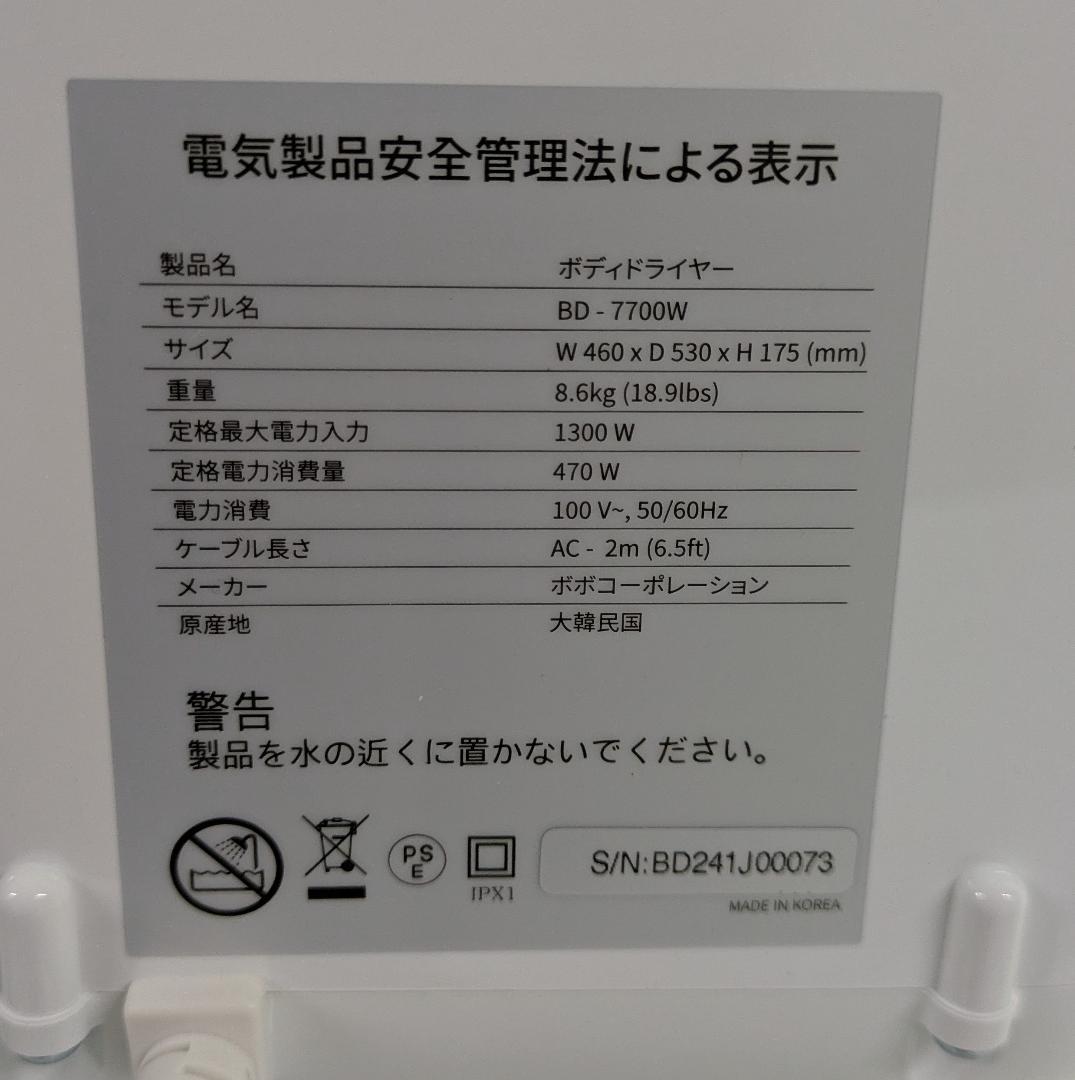 電気製品安全管理法による表示
製品名 ボディドライヤー
モデル名 BD - 7700W
サイズ W 460 x D 530 x H 175 (mm)
重量 8.6kg (18.9lbs)
定格最大電力入力 1300 W
定格電力消費量 470 W
電力消費 100 V~, 50/60Hz
ケーブル長さ AC - 2m (6.5ft)
メーカー ボボコーポレーション
原産地 大韓民国
警告
製品を水の近くに置かないでください。
PS
E
IPX1
S/N:BD241J00073
MADE IN KOREA